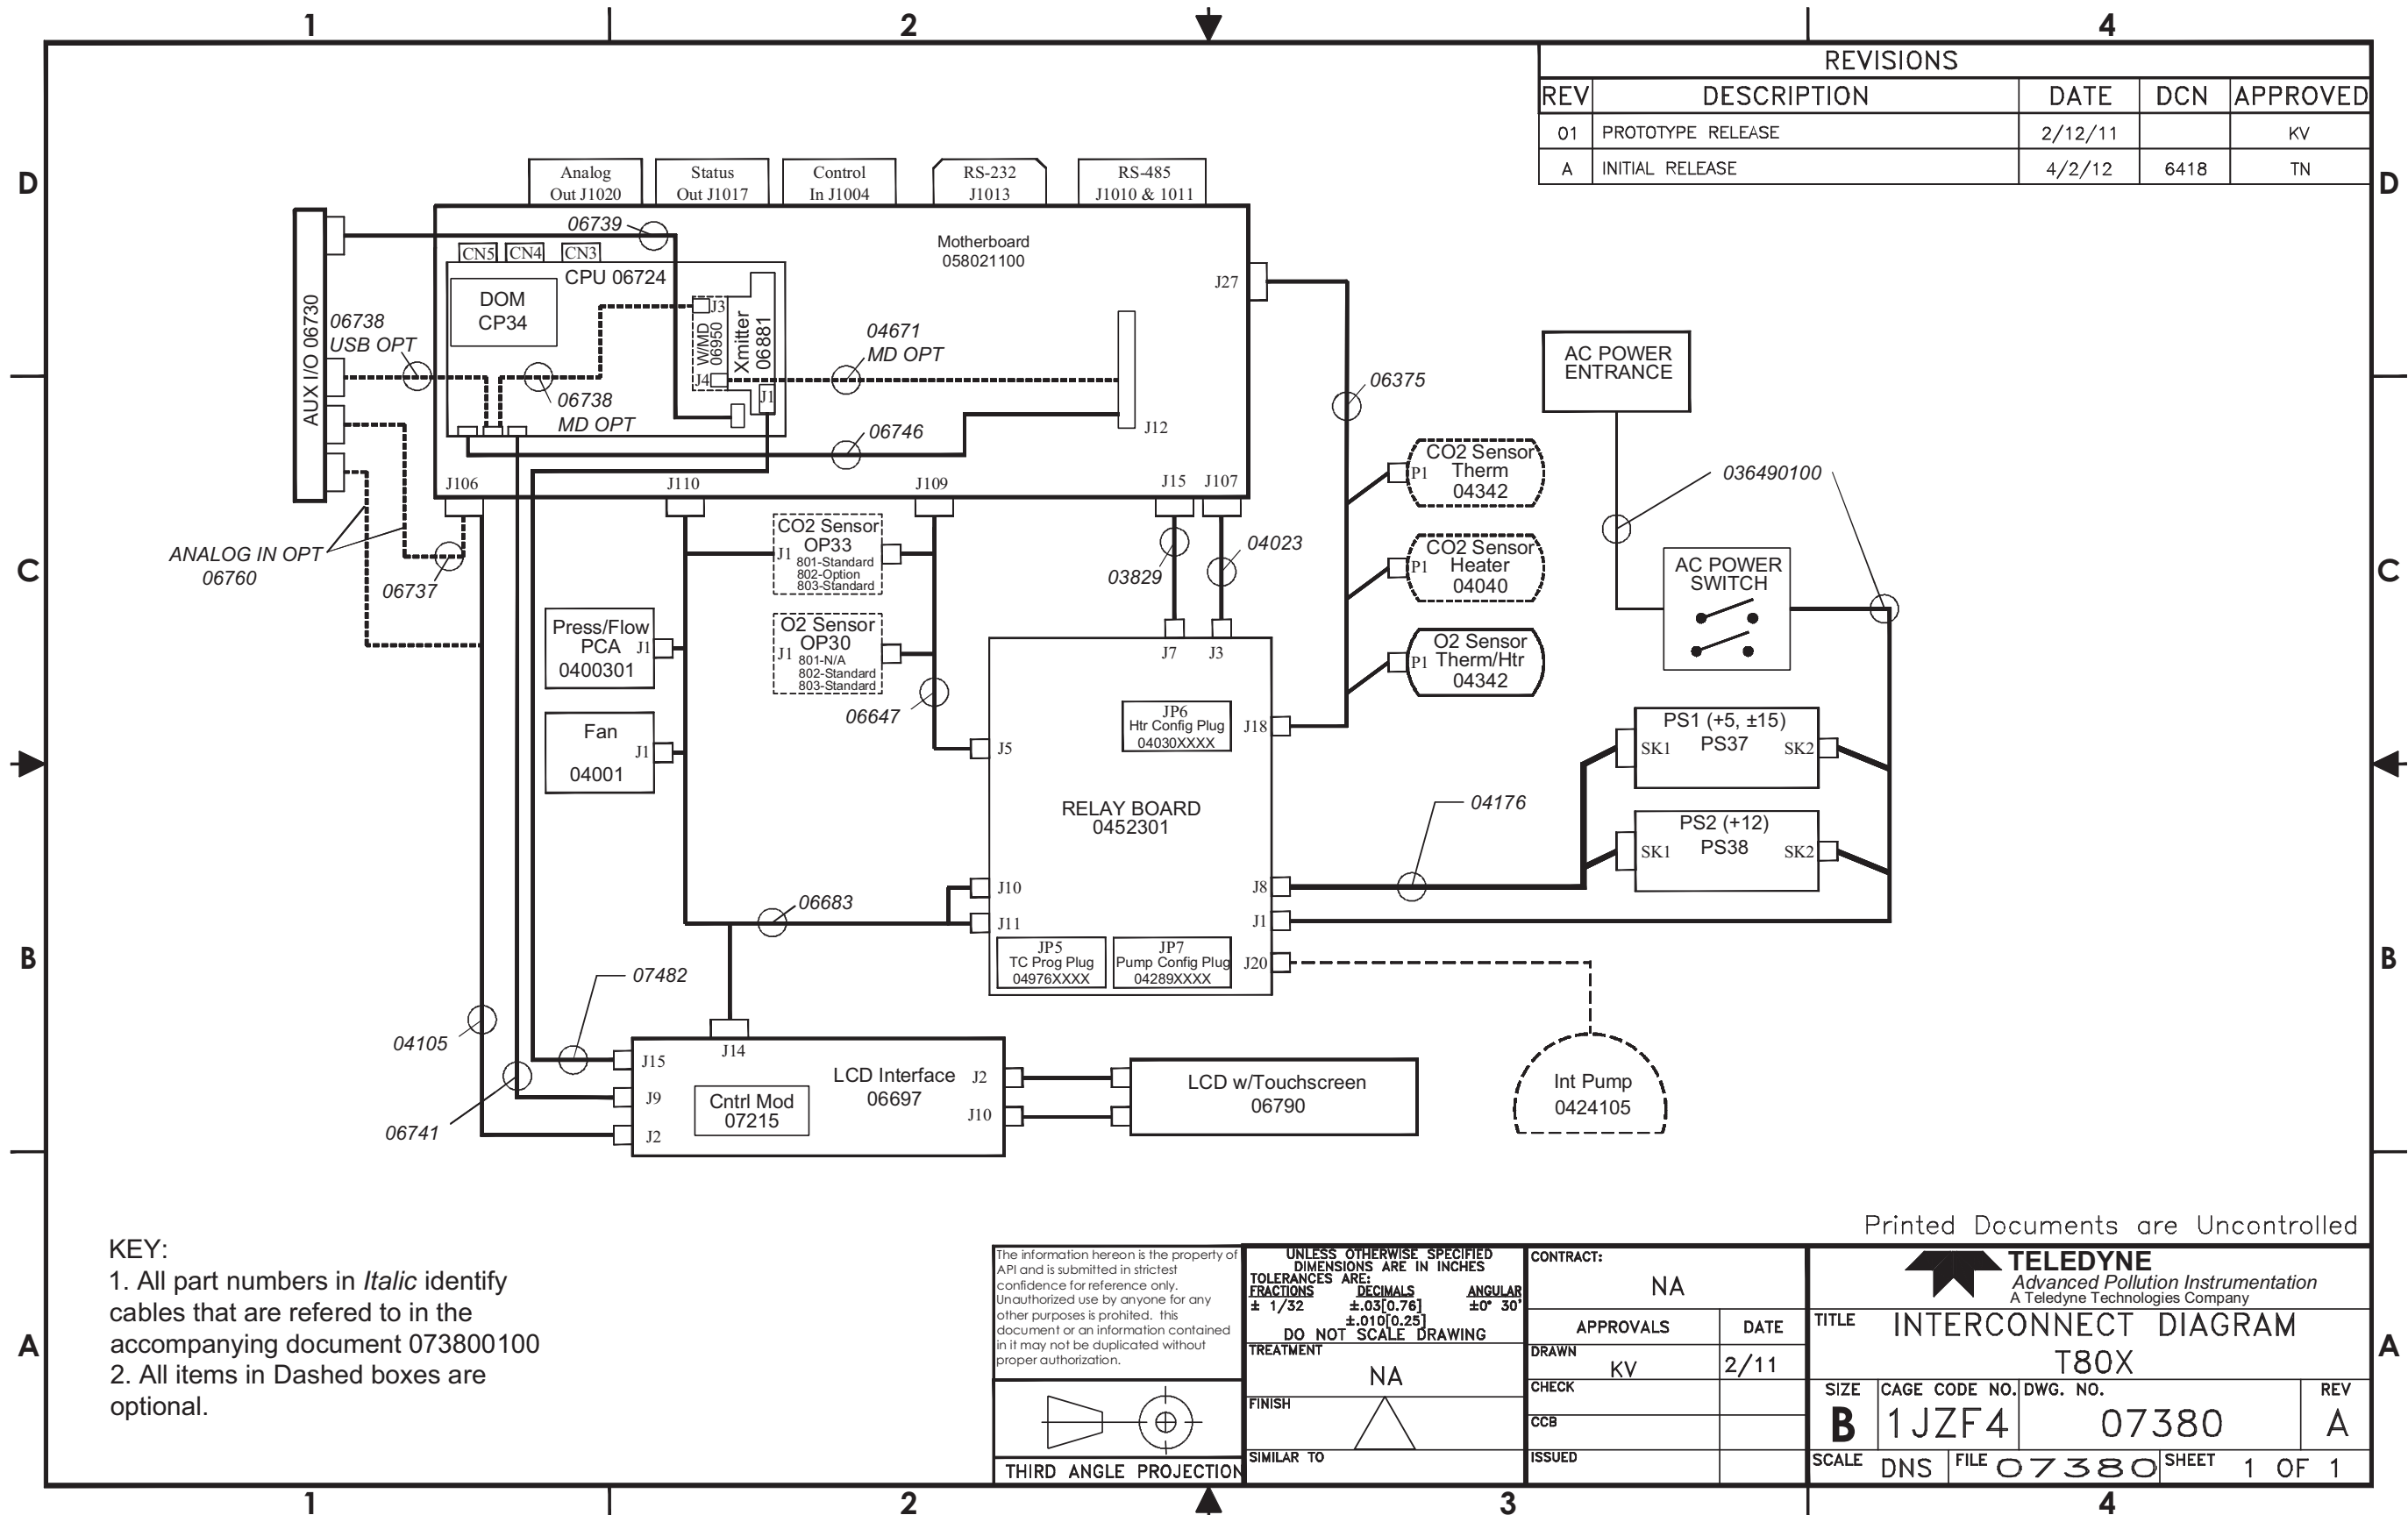 1
2
4
REVISIONS
REV DESCRIPTION DATE DCN APPROVED
01 PROTOTYPE RELEASE 2/12/11 KV
A INITIAL RELEASE 4/2/12 6418 TN
D
D
Analog
Out J1020
Status
Out J1017
Control
In J1004
RS-232
J1013
RS-485
J1010 & 1011
06739
Motherboard
058021100
CN5
CN4
CN3
CPU 06724
DOM
CP34
J27
AUX I/O 06730
06738
USB OPT
J3
W/MD
06950
Xmitter
06881
J4
J1
04671
MD OPT
06738
MD OPT
06746
J12
J106
J110
J109
J15
J107
06375
AC POWER
ENTRANCE
036490100
CO2 Sensor
Therm
04342
P1
CO2 Sensor
Heater
04040
P1
O2 Sensor
Therm/Htr
04342
P1
C
C
ANALOG IN OPT
06760
06737
CO2 Sensor
OP33
J1
801-Standard
802-Option
803-Standard
03829
04023
AC POWER
SWITCH
Press/Flow
PCA
0400301
J1
O2 Sensor
OP30
J1
801-N/A
802-Standard
803-Standard
06647
J7
J3
JP6
Htr Config Plug
04030XXXX
J18
Fan
04001
J1
J5
PS1 (+5, ±15)
PS37
SK1
SK2
RELAY BOARD
0452301
04176
PS2 (+12)
PS38
SK1
SK2
06683
J10
J11
J8
J1
J20
B
B
JP5
TC Prog Plug
04976XXXX
JP7
Pump Config Plug
04289XXXX
07482
04105
06741
J14
J15
J9
J2
LCD Interface
06697
Cntrl Mod
07215
J2
J10
LCD w/Touchscreen
06790
Int Pump
0424105
Printed Documents are Uncontrolled
KEY:
1. All part numbers in Italic identify
cables that are refered to in the
accompanying document 073800100
2. All items in Dashed boxes are
optional.
A
A
The information hereon is the property of
API and is submitted in strictest
confidence for reference only.
Unauthorized use by anyone for any
other purposes is prohited. this
document or an information contained
in it may not be duplicated without
proper authorization.
THIRD ANGLE PROJECTION
UNLESS OTHERWISE SPECIFIED
DIMENSIONS ARE IN INCHES
TOLERANCES ARE:
FRACTIONS DECIMALS ANGULAR
± 1/32 ±.03[0.76] ±0° 30'
±.010[0.25]
DO NOT SCALE DRAWING
TREATMENT
NA
FINISH
SIMILAR TO
CONTRACT:
NA
APPROVALS DATE
DRAWN
KV 2/11
CHECK
CCB
ISSUED
TELEDYNE
Advanced Pollution Instrumentation
A Teledyne Technologies Company
TITLE INTERCONNECT DIAGRAM
T80X
SIZE CAGE CODE NO. DWG. NO. REV
B 1JZF4 07380 A
SCALE DNS FILE 07380 SHEET 1 OF 1
1
2
3
4